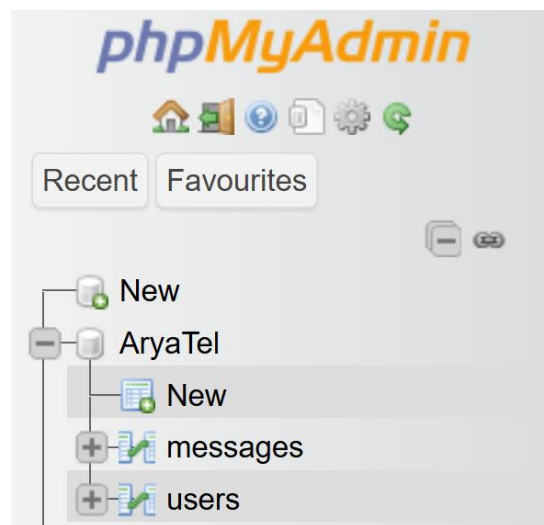 phpMyAdmin
Recent Favourites
New
AryaTel
New
messages
users